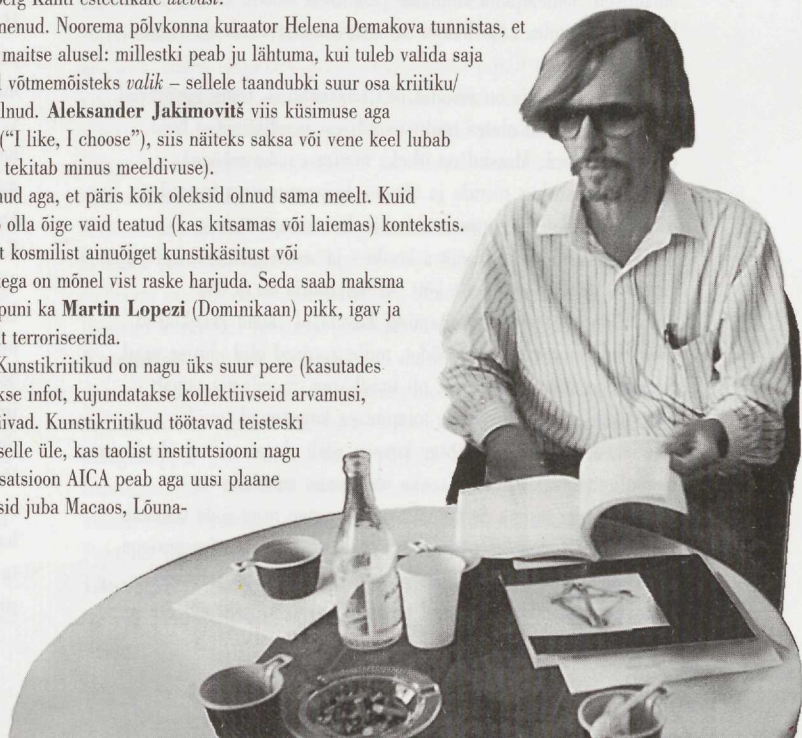 Kanti esteetikale ülevast.
nenud. Noorema põlvkonna kuraator Helena Demakova tunnistas, et
maitse alusel: millestki peab ju lähtuma, kui tuleb valida saja
võtmemõisteks valik – sellele taandubki suur osa kriitiku/
lnud. Aleksander Jakimovitš viis küsimuse aga
(“I like, I choose”), siis näiteks saksa või vene keel lubab
tekitab minus meeldivuse).
ud aga, et päris kõik oleksid olnud sama meelt. Kuid
olla õige vaid teatud (kas kitsamas või laiemas) kontekstis.
t kosmilist ainuõiget kunstikäsitust või
tega on mõnel vist raske harjuda. Seda saab maksma
puni ka Martin Lopezi (Dominikaan) pikk, igav ja
t terroriseerida.
Kunstikriitikud on nagu üks suur pere (kasutades
kse infot, kujundatakse kollektiivseid arvamusi,
iivad. Kunstikriitikud töötavad teisteski
selle üle, kas taolist institutsiooni nagu
satsioon AICA peab aga uusi plaane
sid juba Macaos, Lõuna-